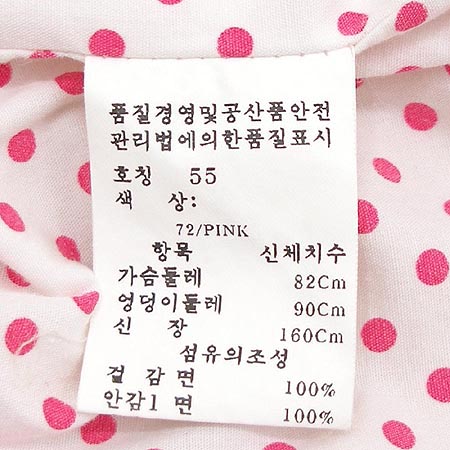 품질경영및공산품안전
관리법에의한품질표시
호칭 55
색 상:
72/PINK
항목 신체치수
가슴둘레 82Cm
엉덩이둘레 90Cm
신 장 160Cm
섬유의조성
겉 감 면 100%
안감1 면 100%